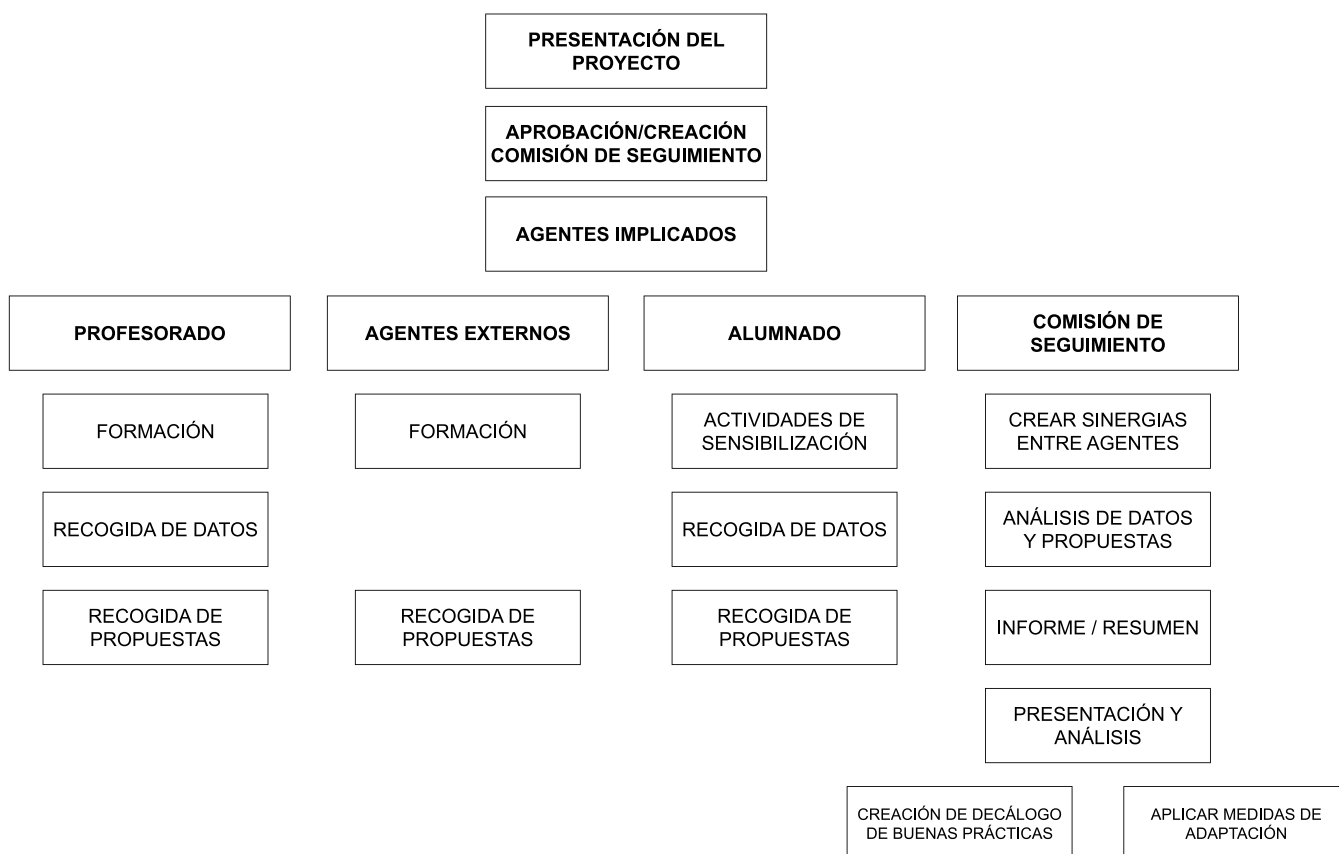 PRESENTACIÓN DEL
PROYECTO
APROBACIÓN/CREACIÓN
COMISIÓN DE SEGUIMIENTO
AGENTES IMPLICADOS
PROFESORADO
AGENTES EXTERNOS
ALUMNADO
COMISIÓN DE
SEGUIMIENTO
FORMACIÓN
FORMACIÓN
ACTIVIDADES DE
SENSIBILIZACIÓN
CREAR SINERGIAS
ENTRE AGENTES
RECOGIDA DE DATOS
RECOGIDA DE DATOS
ANÁLISIS DE DATOS
Y PROPUESTAS
RECOGIDA DE
PROPUESTAS
RECOGIDA DE
PROPUESTAS
RECOGIDA DE
PROPUESTAS
INFORME / RESUMEN
PRESENTACIÓN Y
ANÁLISIS
CREACIÓN DE DECÁLOGO
DE BUENAS PRÁCTICAS
APLICAR MEDIDAS DE
ADAPTACIÓN